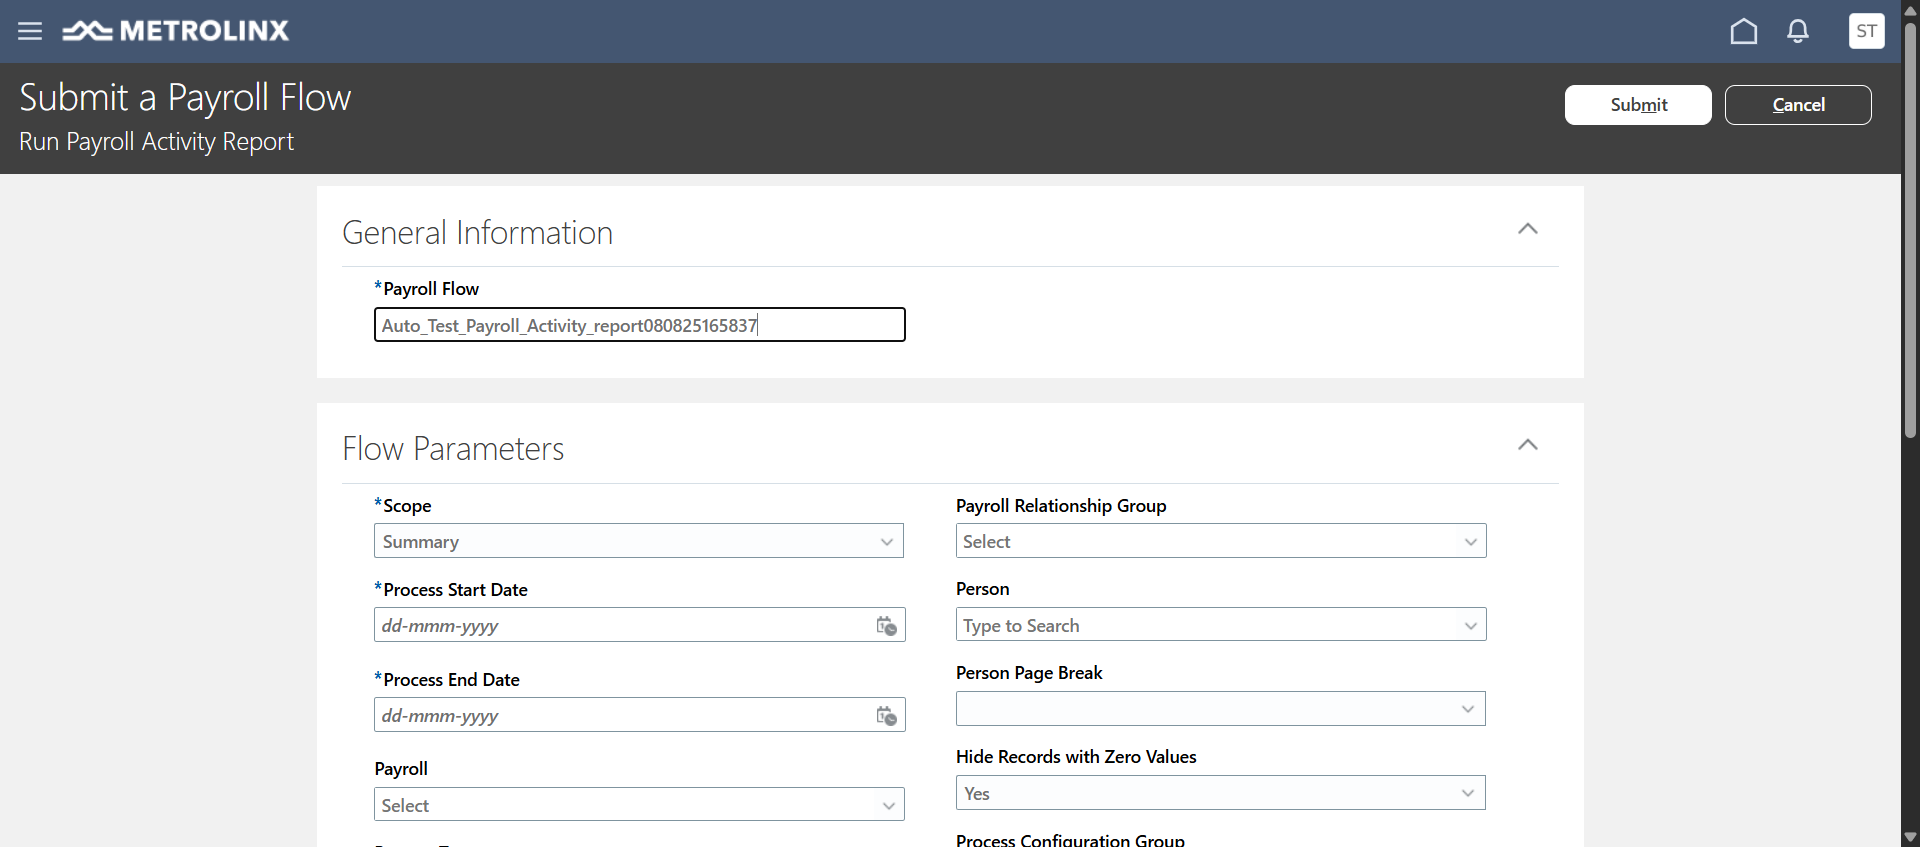 METROLINX
ST
Submit a Payroll Flow
Run Payroll Activity Report
Submit
Cancel
General Information
*Payroll Flow
Auto_Test_Payroll_Activity_report080825165837
Flow Parameters
*Scope
Summary
*Process Start Date
dd-mmm-yyyy
*Process End Date
dd-mmm-yyyy
Payroll
Select
Payroll Relationship Group
Select
Person
Type to Search
Person Page Break
Hide Records with Zero Values
Yes
Process Configuration Group